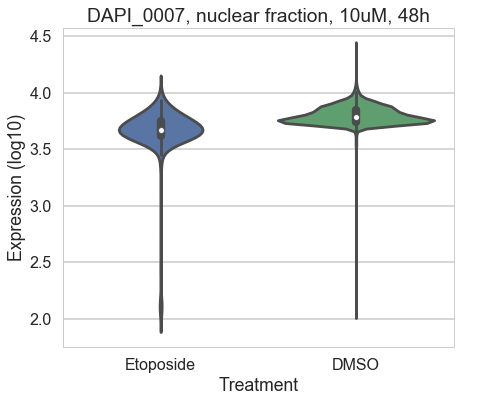 DAPI_0007, nuclear fraction, 10uM, 48h
4.5
4.0
3.5
3.0
2.5
2.0
Expression (log10)
Etoposide DMSO
Treatment